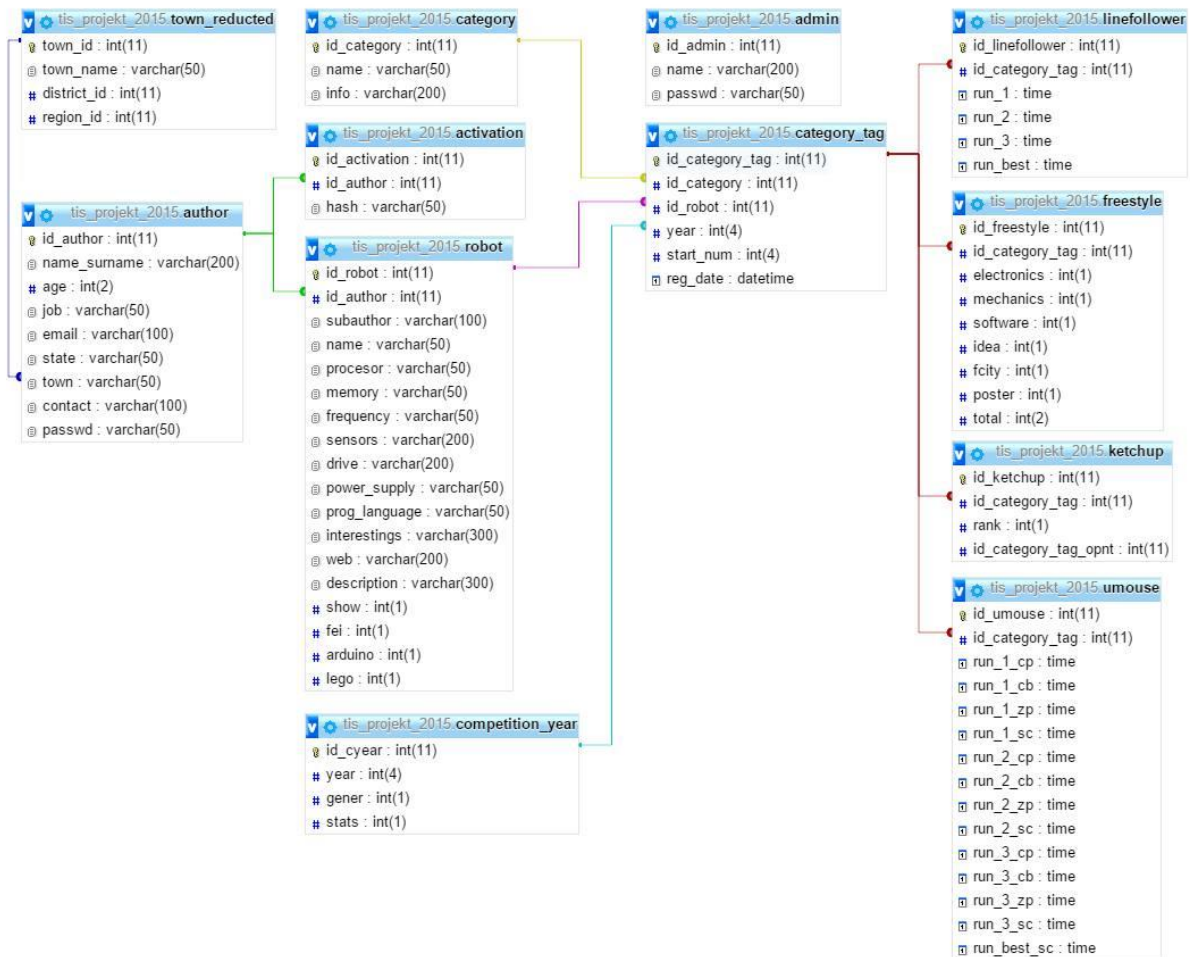 tis_projekt_2015.town_reducted
town_id : int(11)
town_name : varchar(50)
district_id : int(11)
region_id : int(11)
tis_projekt_2015.author
id_author : int(11)
name_surname : varchar(200)
age : int(2)
job : varchar(50)
email : varchar(100)
state : varchar(50)
town : varchar(50)
contact : varchar(100)
passwd : varchar(50)
tis_projekt_2015.category
id_category : int(11)
name : varchar(50)
info : varchar(200)
tis_projekt_2015.activation
id_activation : int(11)
id_author : int(11)
hash : varchar(50)
tis_projekt_2015.robot
id_robot : int(11)
id_author : int(11)
subauthor : varchar(100)
name : varchar(50)
procesor : varchar(50)
memory : varchar(50)
frequency : varchar(50)
sensors : varchar(200)
drive : varchar(200)
power_supply : varchar(50)
prog_language : varchar(50)
interestings : varchar(300)
web : varchar(200)
description : varchar(300)
show : int(1)
fei : int(1)
arduino : int(1)
lego : int(1)
tis_projekt_2015.competition_year
id_cyear : int(11)
year : int(4)
gener : int(1)
stats : int(1)
tis_projekt_2015.admin
id_admin : int(11)
name : varchar(200)
passwd : varchar(50)
tis_projekt_2015.category_tag
id_category_tag : int(11)
id_category : int(11)
id_robot : int(11)
year : int(4)
start_num : int(4)
reg_date : datetime
tis_projekt_2015.linefollower
id_linefollower : int(11)
id_category_tag : int(11)
run_1 : time
run_2 : time
run_3 : time
run_best : time
tis_projekt_2015.freestyle
id_freestyle : int(11)
id_category_tag : int(11)
electronics : int(1)
mechanics : int(1)
software : int(1)
idea : int(1)
fcity : int(1)
poster : int(1)
total : int(2)
tis_projekt_2015.ketchup
id_ketchup : int(11)
id_category_tag : int(11)
rank : int(1)
id_category_tag_opnt : int(11)
tis_projekt_2015.umouse
id_umouse : int(11)
id_category_tag : int(11)
run_1_cp : time
run_1_cb : time
run_1_zp : time
run_1_sc : time
run_2_cp : time
run_2_cb : time
run_2_zp : time
run_2_sc : time
run_3_cp : time
run_3_cb : time
run_3_zp : time
run_3_sc : time
run_best_sc : time